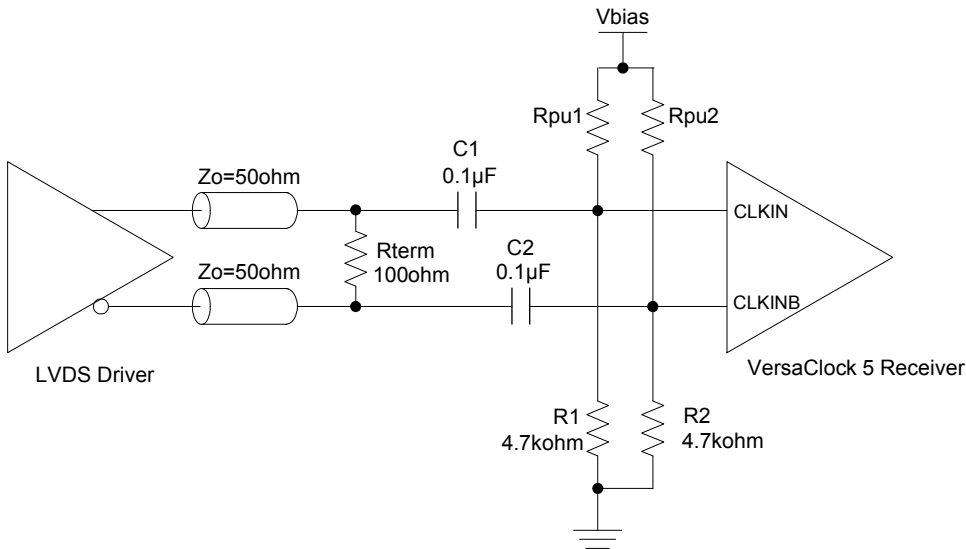 Vbias
Rpu1
Rpu2
C1
0.1µF
Zo=50ohm
CLKIN
Rterm
100ohm
C2
0.1µF
Zo=50ohm
CLKINB
LVDS Driver
VersaClock 5 Receiver
R1
4.7kohm
R2
4.7kohm